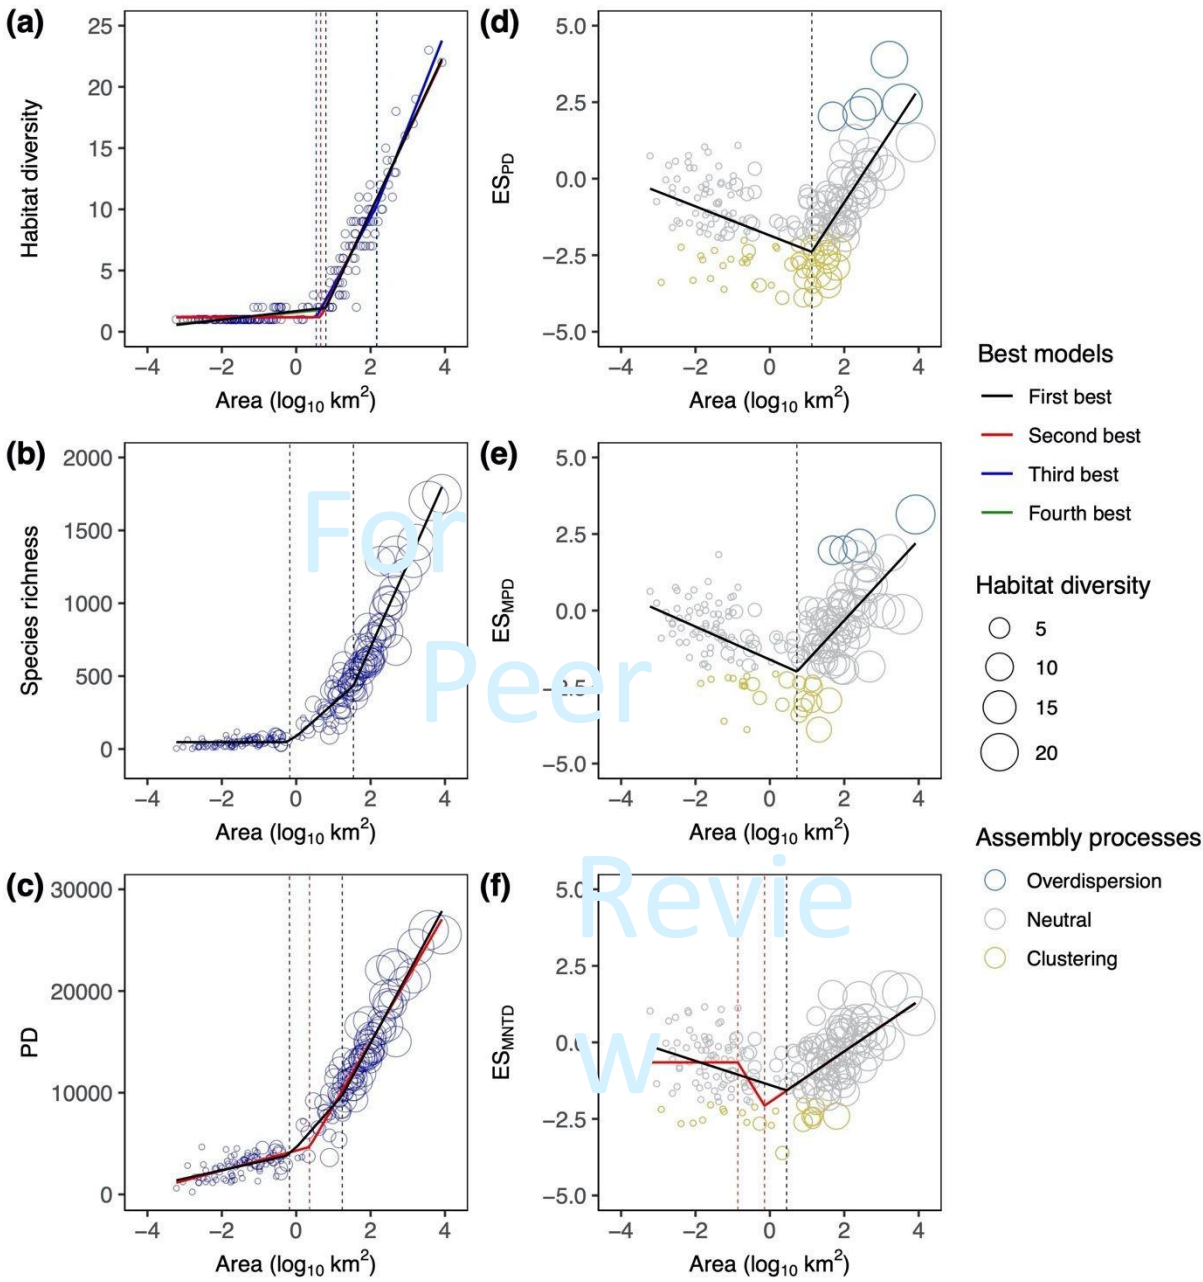 (a)
Habitat diversity
25
20
15
10
5
0
−4 −2 0 2 4
Area (log10 km2)
(d)
ESPD
5.0
2.5
0.0
−2.5
−5.0
−4 −2 0 2 4
Area (log10 km2)
(b)
Species richness
2000
1500
1000
500
0
−4 −2 0 2 4
Area (log10 km2)
(e)
ESMPD
5.0
2.5
0.0
−2.5
−5.0
−4 −2 0 2 4
Area (log10 km2)
(c)
PD
30000
20000
10000
0
−4 −2 0 2 4
Area (log10 km2)
(f)
ESMNTD
5.0
2.5
0.0
−2.5
−5.0
−4 −2 0 2 4
Area (log10 km2)
Best models
First best
Second best
Third best
Fourth best
Habitat diversity
5
10
15
20
Assembly processes
Overdispersion
Neutral
Clustering
For
Peer
Revie
w